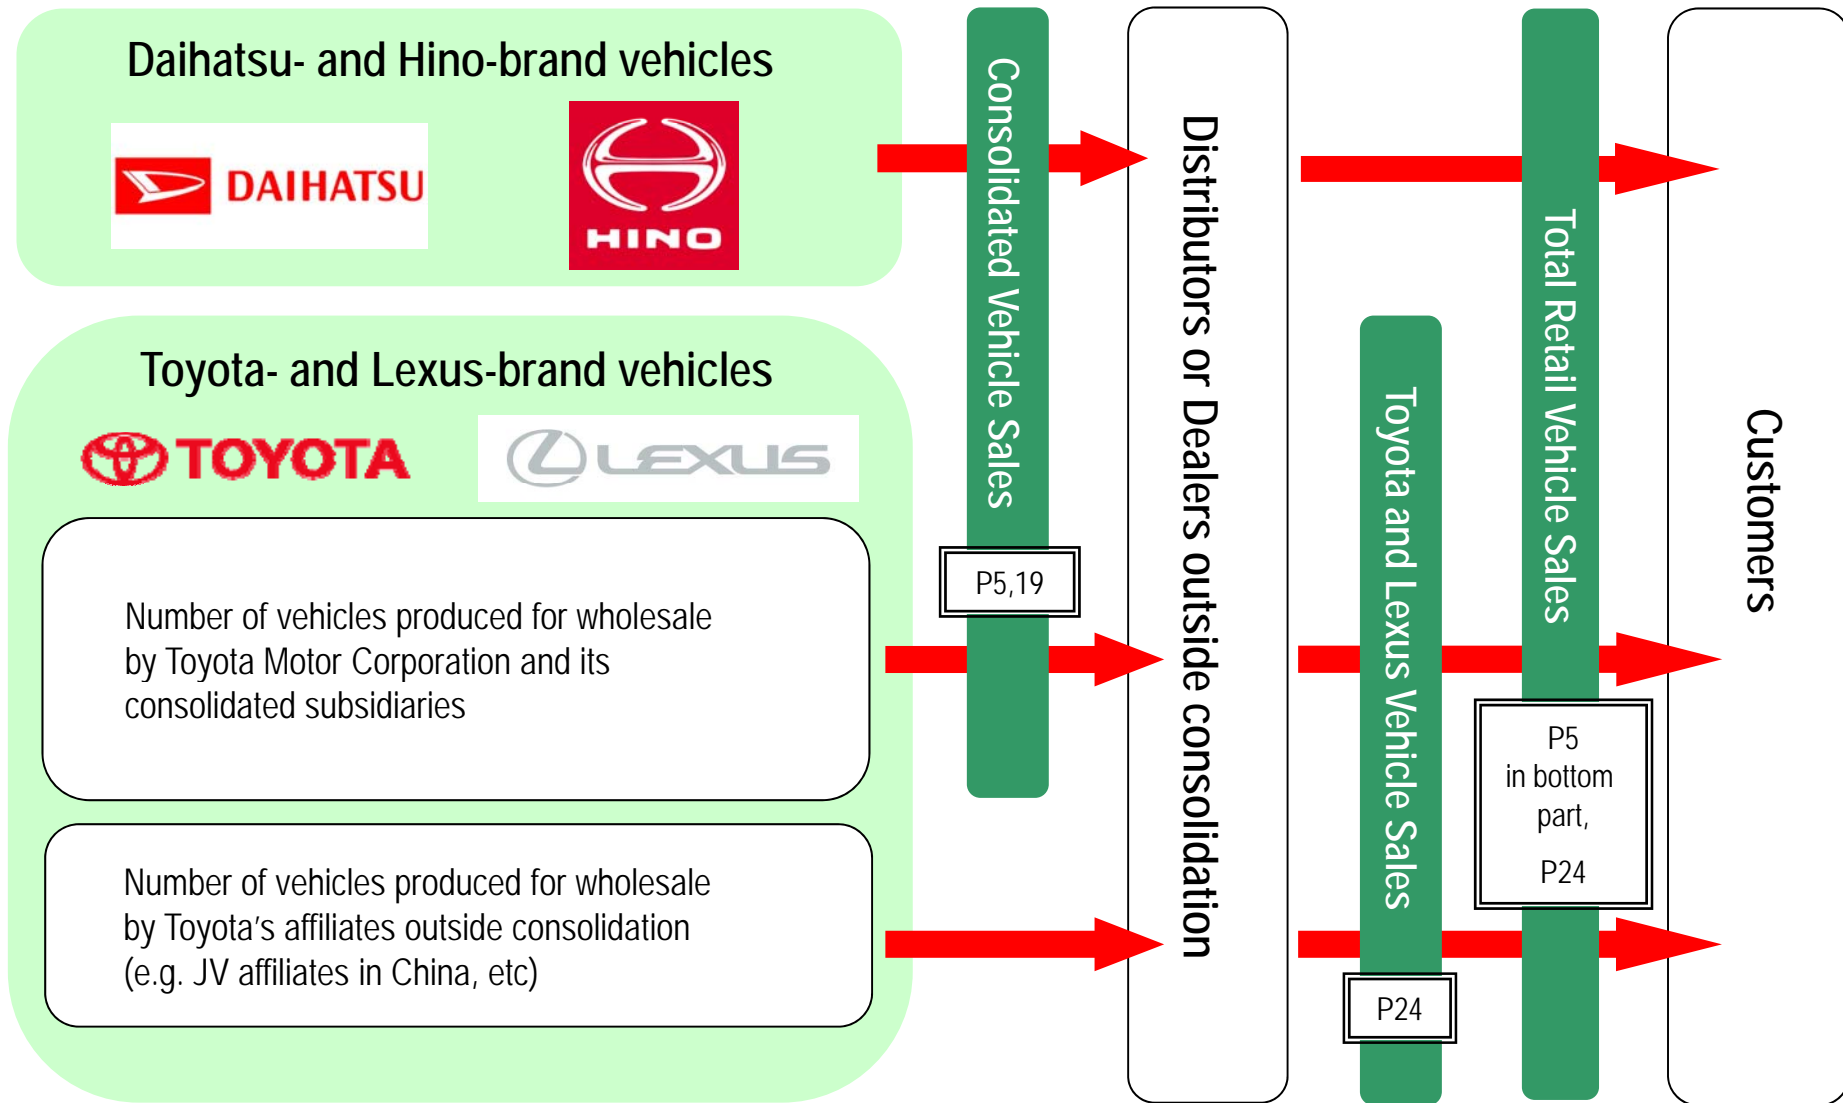 Daihatsu- and Hino-brand vehicles
DAIHATSU
HINO
Toyota- and Lexus-brand vehicles
TOYOTA
LEXUS
Number of vehicles produced for wholesale
by Toyota Motor Corporation and its
consolidated subsidiaries
Number of vehicles produced for wholesale
by Toyota’s affiliates outside consolidation
(e.g. JV affiliates in China, etc)
Consolidated Vehicle Sales
P5,19
Distributors or Dealers outside consolidation
Toyota and Lexus Vehicle Sales
P24
Total Retail Vehicle Sales
P5
in bottom
part,
P24
Customers